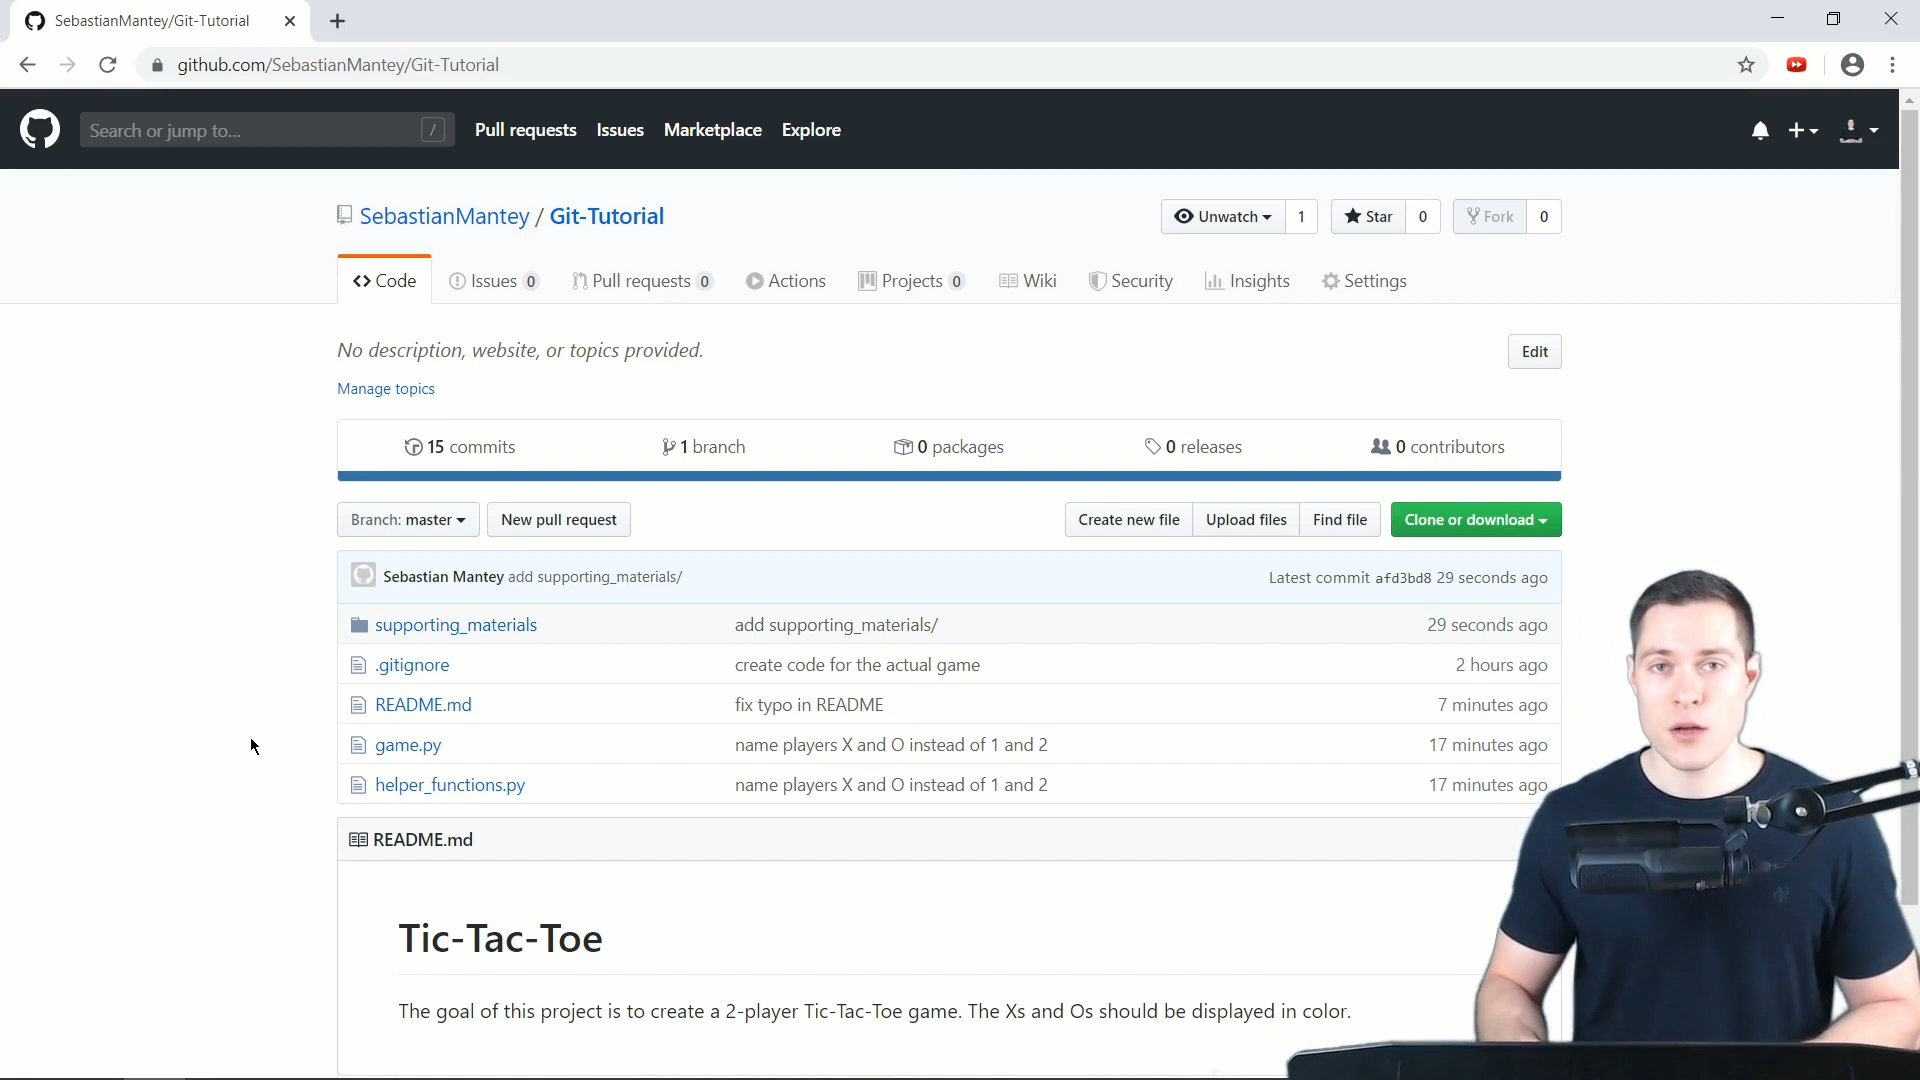 SebastianMantey/Git-Tutorial
github.com/SebastianMantey/Git-Tutorial
Search or jump to... / Pull requests Issues Marketplace Explore
SebastianMantey / Git-Tutorial Unwatch 1 Star 0 Fork 0
Code Issues 0 Pull requests 0 Actions Projects 0 Wiki Security Insights Settings
No description, website, or topics provided. Edit
Manage topics
15 commits 1 branch 0 packages 0 releases 0 contributors
Branch: master New pull request Create new file Upload files Find file Clone or download
Sebastian Mantey add supporting_materials/ Latest commit afd3bd8 29 seconds ago
supporting_materials add supporting_materials/ 29 seconds ago
.gitignore create code for the actual game 2 hours ago
README.md fix typo in README 7 minutes ago
game.py name players X and O instead of 1 and 2 17 minutes ago
helper_functions.py name players X and O instead of 1 and 2 17 minutes ago
README.md
Tic-Tac-Toe
The goal of this project is to create a 2-player Tic-Tac-Toe game. The Xs and Os should be displayed in color.